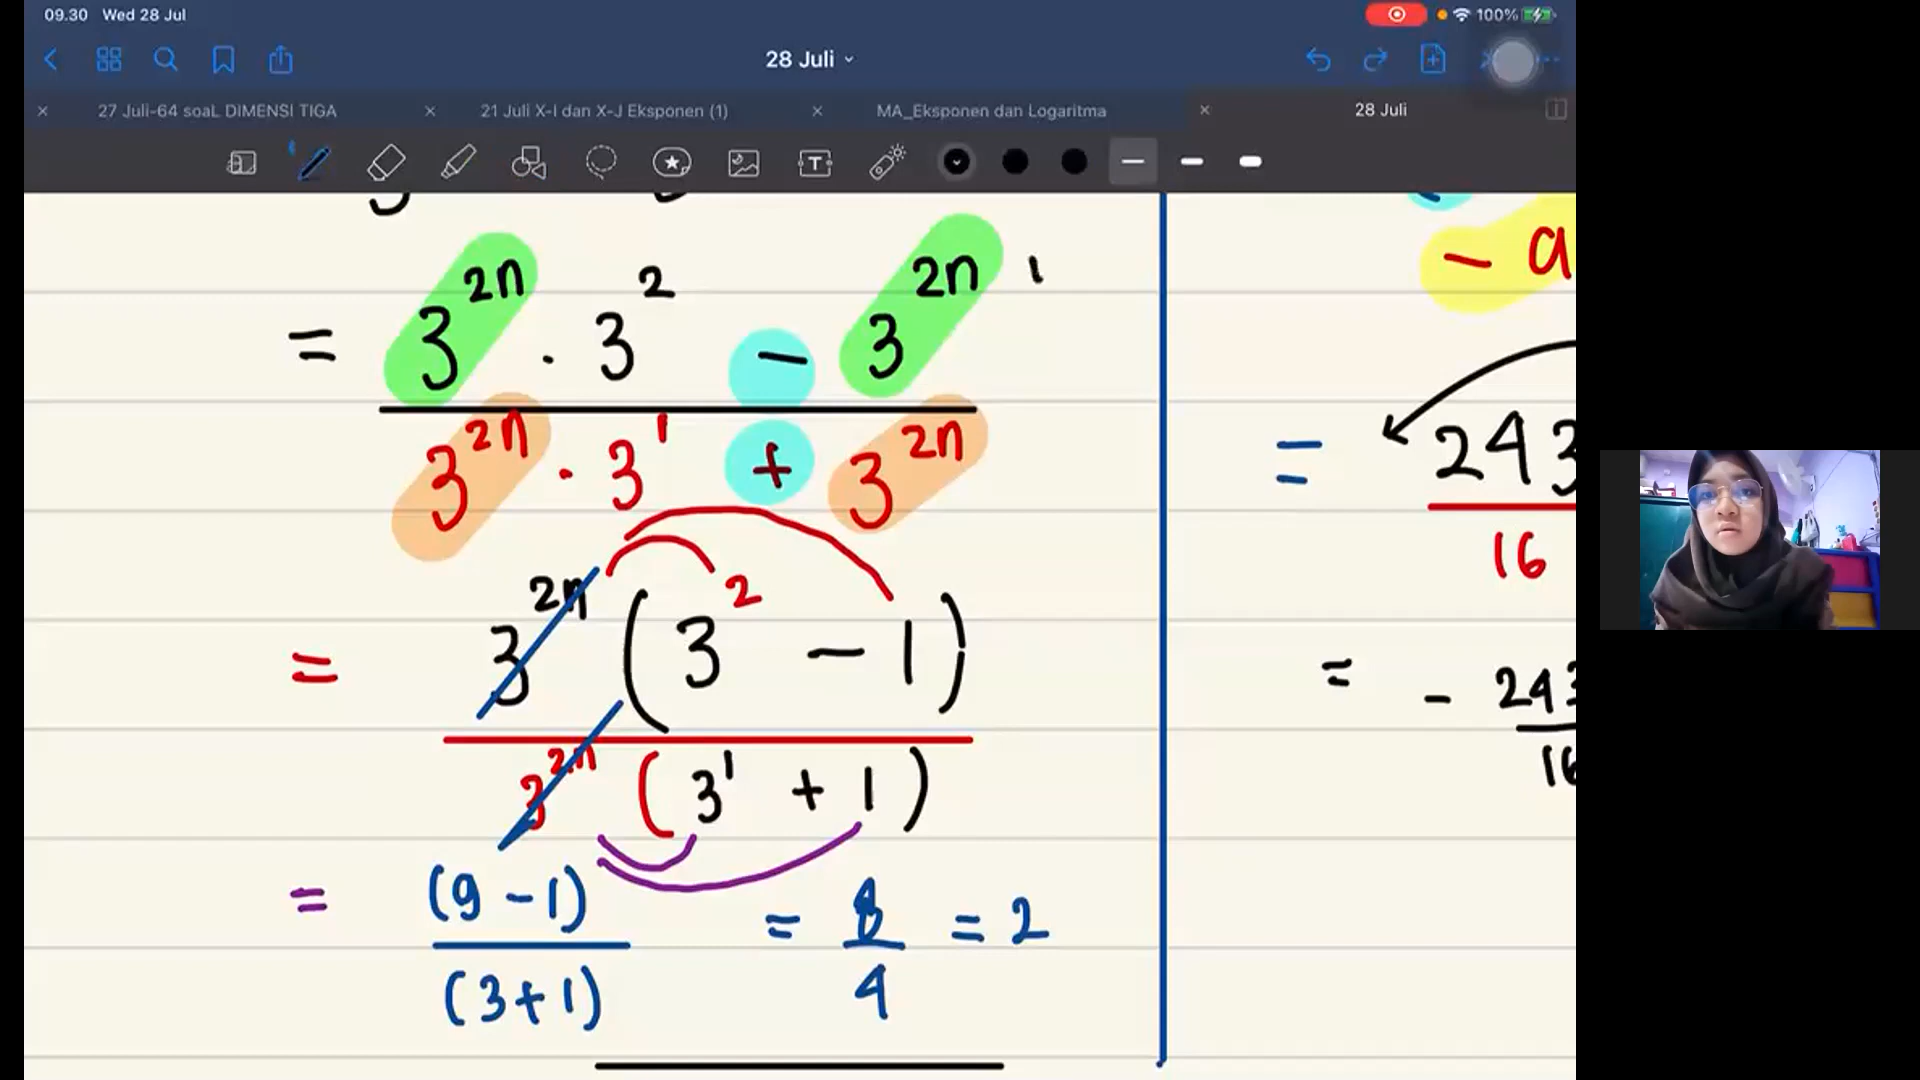 09.30 Wed 28 Jul
100%
28 Juli
27 Juli-64 soaL DIMENSI TIGA
21 Juli X-I dan X-J Eksponen (1)
MA_Eksponen dan Logaritma
28 Juli
T
= 3^2n . 3^2 − 3^2n 1
3^2n . 3^1 + 3^2n
= 3^2n (3^2 − 1)
3^2n (3^1 + 1)
= (9 − 1) = 8 = 2
(3+1) 4
− a
= 243
16
= − 243
16